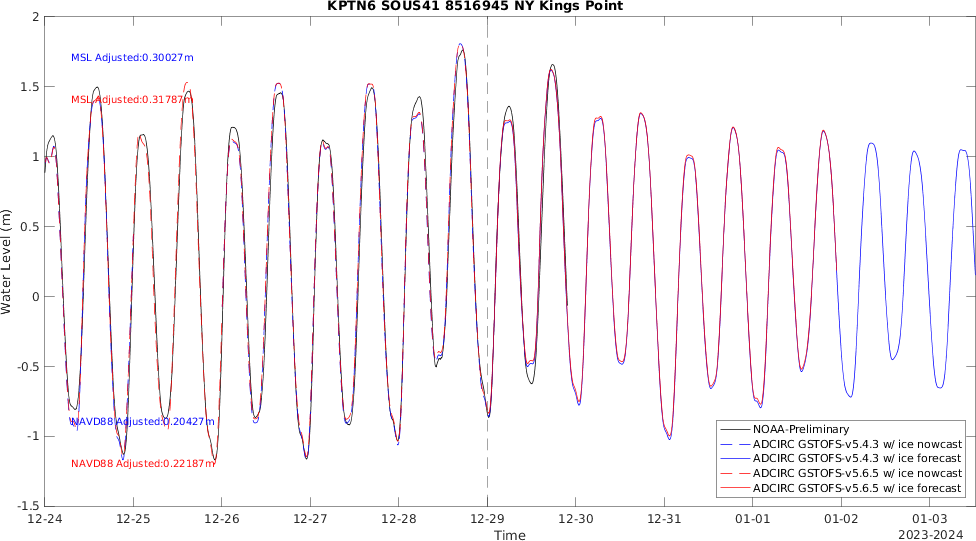 KPTN6 SOUS41 8516945 NY Kings Point
2
1.5
1
0.5
0
-0.5
-1
-1.5
Water Level (m)
MSL Adjusted:0.30027m
MSL Adjusted:0.31787m
NAVD88 Adjusted:0.20427m
NAVD88 Adjusted:0.22187m
NOAA-Preliminary
ADCIRC GSTOFS-v5.4.3 w/ ice nowcast
ADCIRC GSTOFS-v5.4.3 w/ ice forecast
ADCIRC GSTOFS-v5.6.5 w/ ice nowcast
ADCIRC GSTOFS-v5.6.5 w/ ice forecast
12-24 12-25 12-26 12-27 12-28 12-29 12-30 12-31 01-01 01-02 01-03
Time
2023-2024